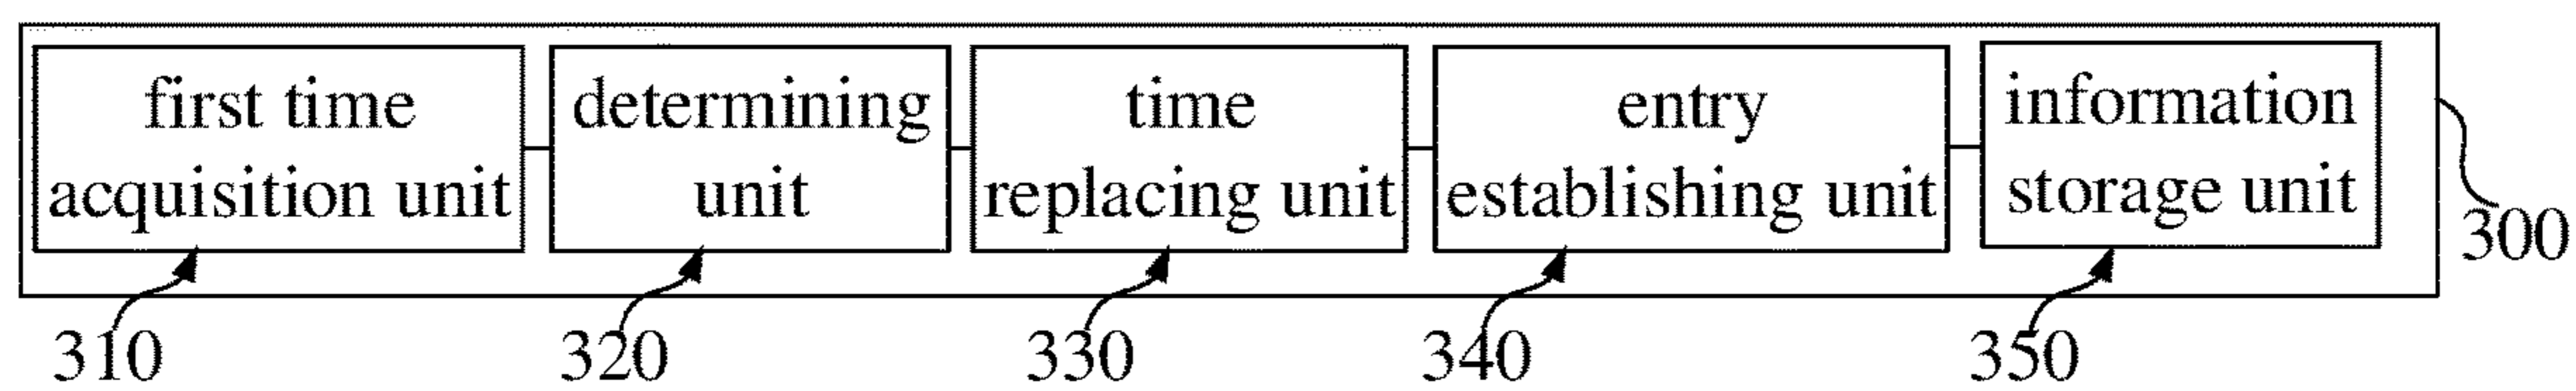 first time
acquisition unit
determining
unit
time
replacing unit
entry
establishing unit
information
storage unit
300
310
320
330
340
350